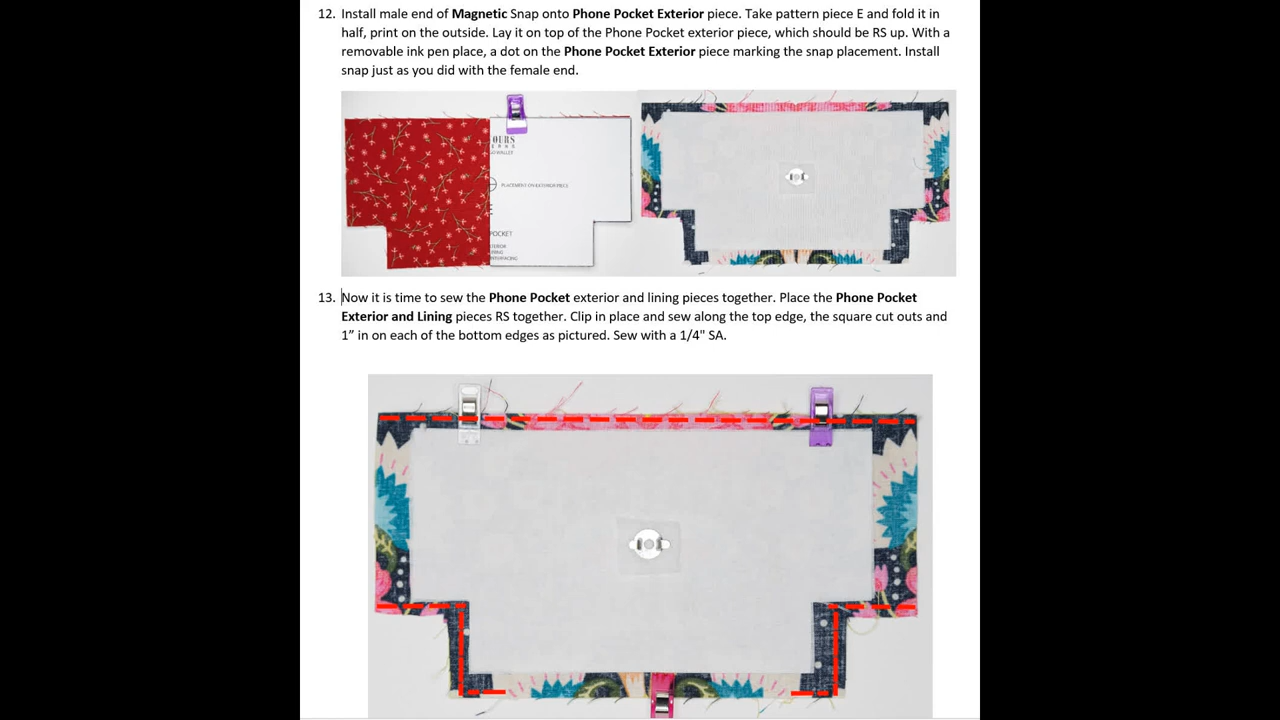 12. Install male end of Magnetic Snap onto Phone Pocket Exterior piece. Take pattern piece E and fold it in
half, print on the outside. Lay it on top of the Phone Pocket exterior piece, which should be RS up. With a
removable ink pen place, a dot on the Phone Pocket Exterior piece marking the snap placement. Install
snap just as you did with the female end.
OURS
WALLET
PLACEMENT ON EXTERIOR PIECE
POCKET
13. Now it is time to sew the Phone Pocket exterior and lining pieces together. Place the Phone Pocket
Exterior and Lining pieces RS together. Clip in place and sew along the top edge, the square cut outs and
1” in on each of the bottom edges as pictured. Sew with a 1/4" SA.